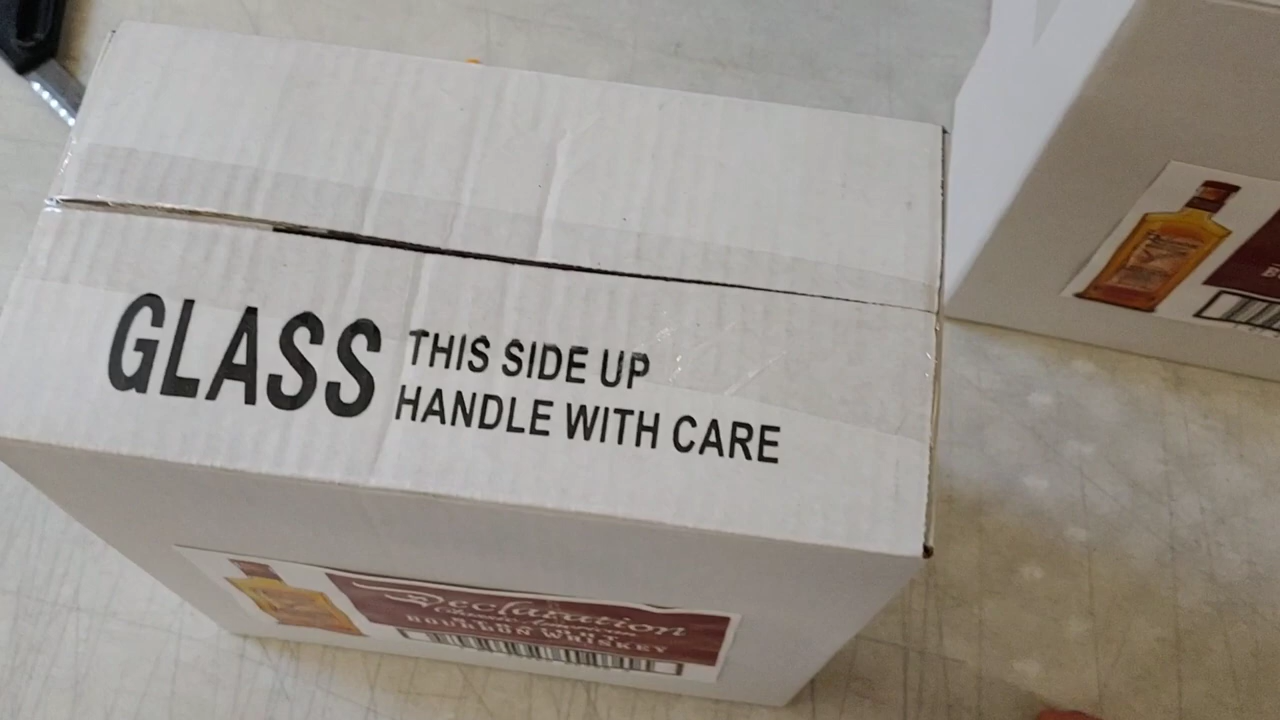 GLASS
THIS SIDE UP
HANDLE WITH CARE
Declaration
BOURBON WHISKEY